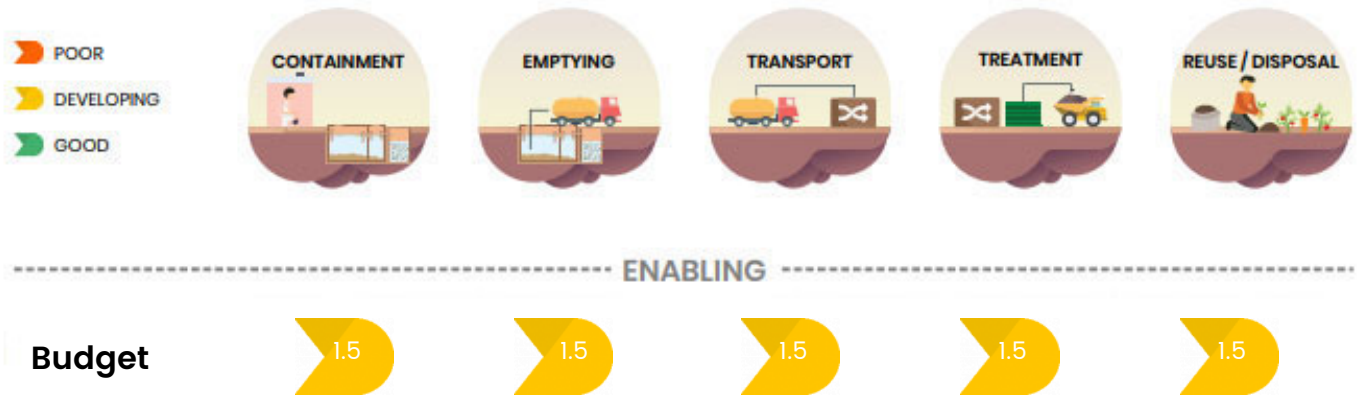 POOR
DEVELOPING
GOOD
CONTAINMENT
EMPTYING
TRANSPORT
TREATMENT
REUSE / DISPOSAL
ENABLING
Budget 1.5 1.5 1.5 1.5 1.5